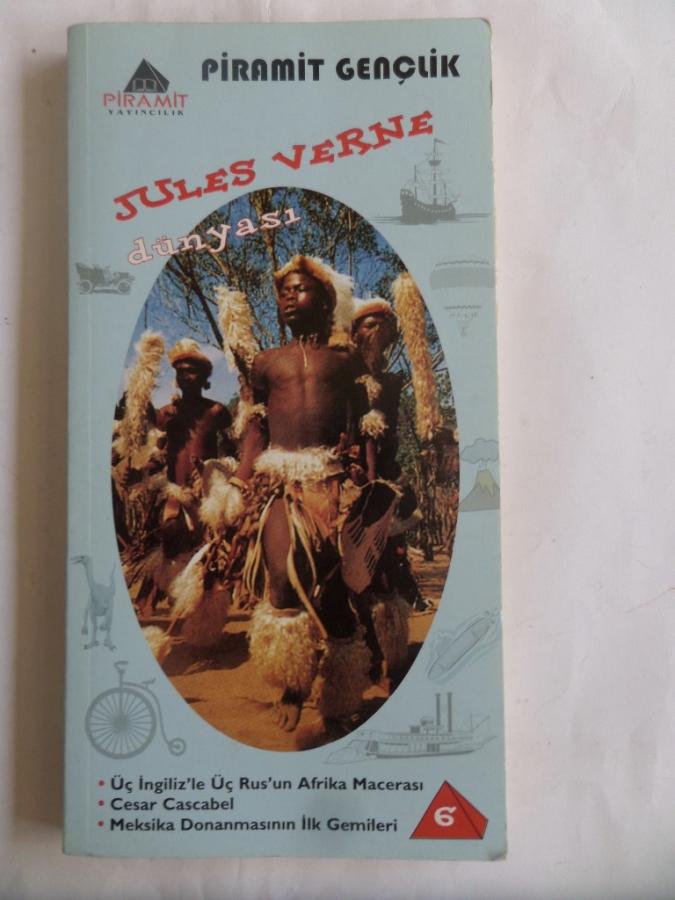 PİRAMİT GENÇLİK
PİRAMİT
YAYINCILIK
JULES VERNE
dünyası
• Üç İngiliz'le Üç Rus'un Afrika Macerası
• Cesar Cascabel
• Meksika Donanmasının İlk Gemileri
6